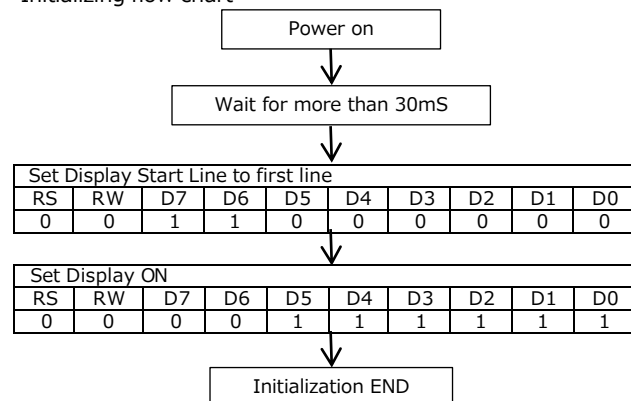 Initializing flow chart
Power on
Wait for more than 30mS
Set Display Start Line to first line
RS RW D7 D6 D5 D4 D3 D2 D1 D0
0 0 1 1 0 0 0 0 0 0
Set Display ON
RS RW D7 D6 D5 D4 D3 D2 D1 D0
0 0 0 0 1 1 1 1 1 1
Initialization END